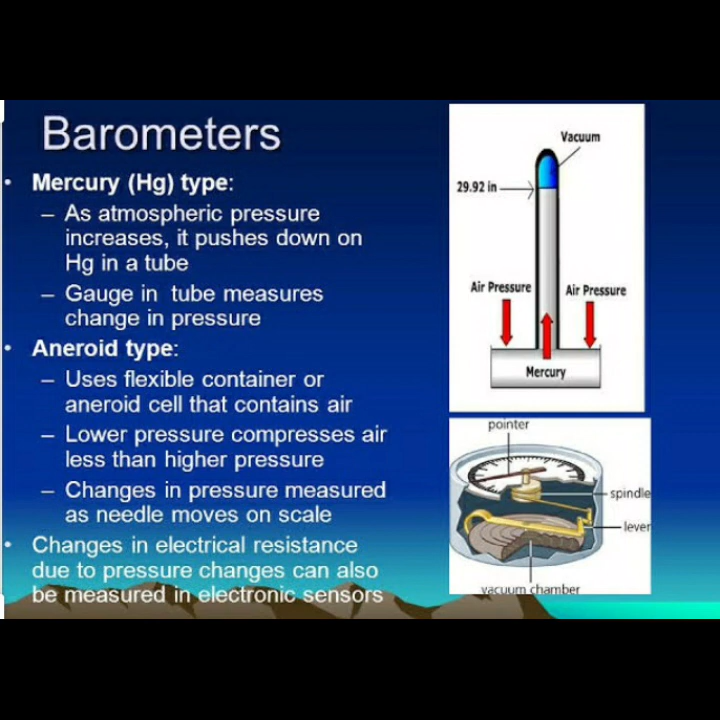 Barometers
• Mercury (Hg) type:
– As atmospheric pressure
increases, it pushes down on
Hg in a tube
– Gauge in tube measures
change in pressure
• Aneroid type:
– Uses flexible container or
aneroid cell that contains air
– Lower pressure compresses air
less than higher pressure
– Changes in pressure measured
as needle moves on scale
• Changes in electrical resistance
due to pressure changes can also
be measured in electronic sensors
Vacuum
29.92 in
Air Pressure
Air Pressure
Mercury
pointer
spindle
lever
vacuum chamber